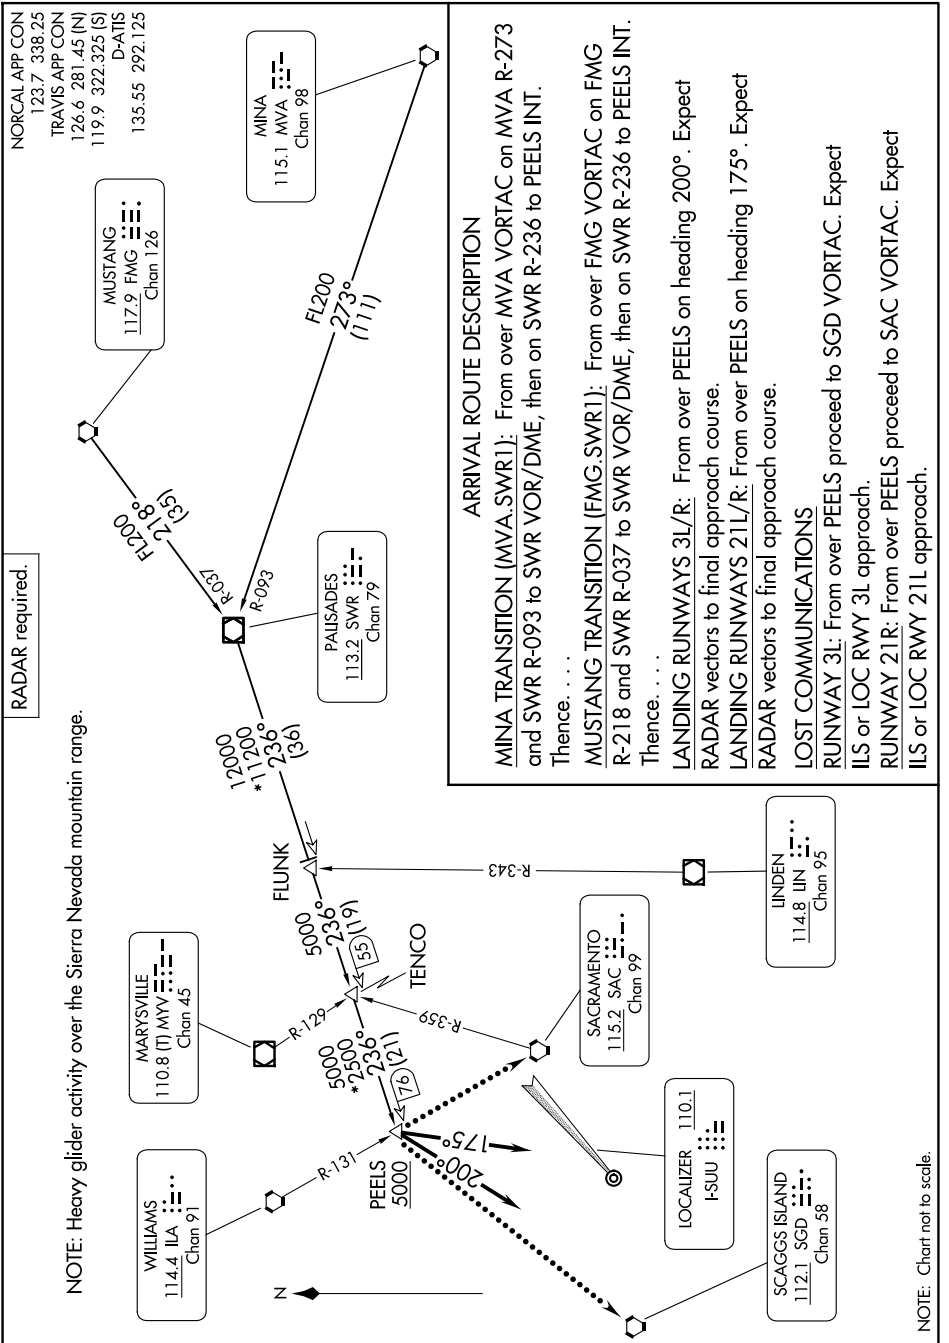 RADAR required.
NORCAL APP CON
123.7 338.25
TRAVIS APP CON
126.6 281.45 (N)
119.9 322.325 (S)
D-ATIS
135.55 292.125
NOTE: Heavy glider activity over the Sierra Nevada mountain range.
MUSTANG
117.9 FMG
Chan 126
MINA
115.1 MVA
Chan 98
FL200
218°
(35)
R-037
FL200
273°
(111)
R-093
PALISADES
113.2 SWR
Chan 79
12000
*11200
236°
(36)
FLUNK
5000
236°
(19)
55
TENCO
MARYSVILLE
110.8 (T) MYV
Chan 45
R-129
R-359
R-343
5000
*2500
236°
(21)
76
WILLIAMS
114.4 ILA
Chan 91
R-131
PEELS
5000
175°
200°
N
SACRAMENTO
115.2 SAC
Chan 99
LINDEN
114.8 LIN
Chan 95
LOCALIZER 110.1
I-SUU
SCAGGS ISLAND
112.1 SGD
Chan 58
ARRIVAL ROUTE DESCRIPTION
MINA TRANSITION (MVA.SWR1): From over MVA VORTAC on MVA R-273
and SWR R-093 to SWR VOR/DME, then on SWR R-236 to PEELS INT.
Thence. . . .
MUSTANG TRANSITION (FMG.SWR1): From over FMG VORTAC on FMG
R-218 and SWR R-037 to SWR VOR/DME, then on SWR R-236 to PEELS INT.
Thence. . . .
LANDING RUNWAYS 3L/R: From over PEELS on heading 200°. Expect
RADAR vectors to final approach course.
LANDING RUNWAYS 21L/R: From over PEELS on heading 175°. Expect
RADAR vectors to final approach course.
LOST COMMUNICATIONS
RUNWAY 3L: From over PEELS proceed to SGD VORTAC. Expect
ILS or LOC RWY 3L approach.
RUNWAY 21R: From over PEELS proceed to SAC VORTAC. Expect
ILS or LOC RWY 21L approach.
NOTE: Chart not to scale.